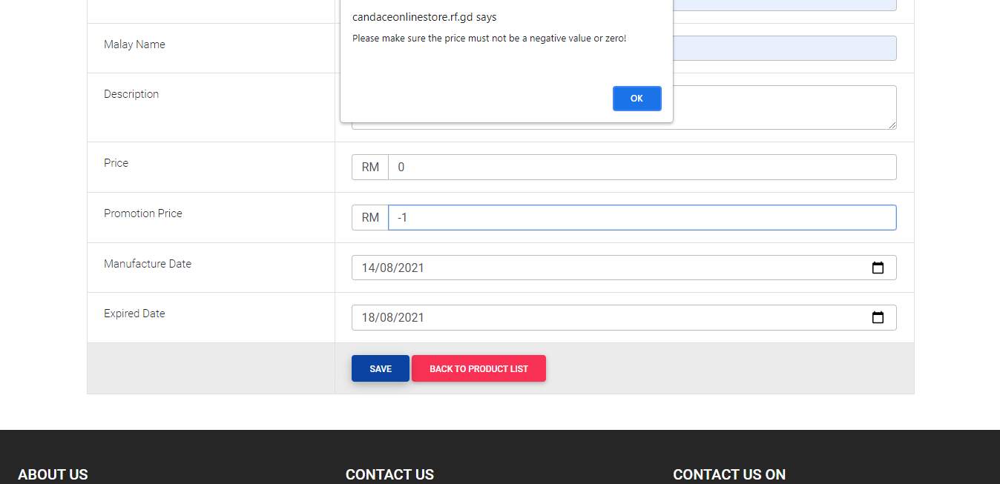 candaceonlinestore.rf.gd says
Please make sure the price must not be a negative value or zero!
OK
Malay Name
Description
Price
RM 0
Promotion Price
RM -1
Manufacture Date
14/08/2021
Expired Date
18/08/2021
SAVE BACK TO PRODUCT LIST
ABOUT US CONTACT US CONTACT US ON